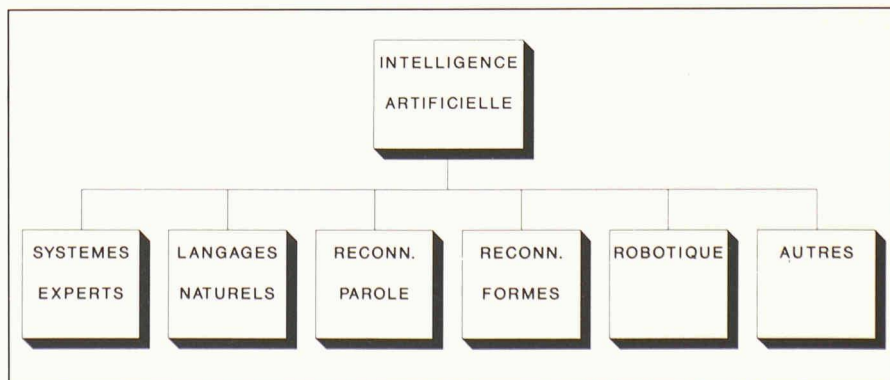 INTELLIGENCE
ARTIFICIELLE
SYSTEMES
EXPERTS
LANGAGES
NATURELS
RECONN.
PAROLE
RECONN.
FORMES
ROBOTIQUE
AUTRES